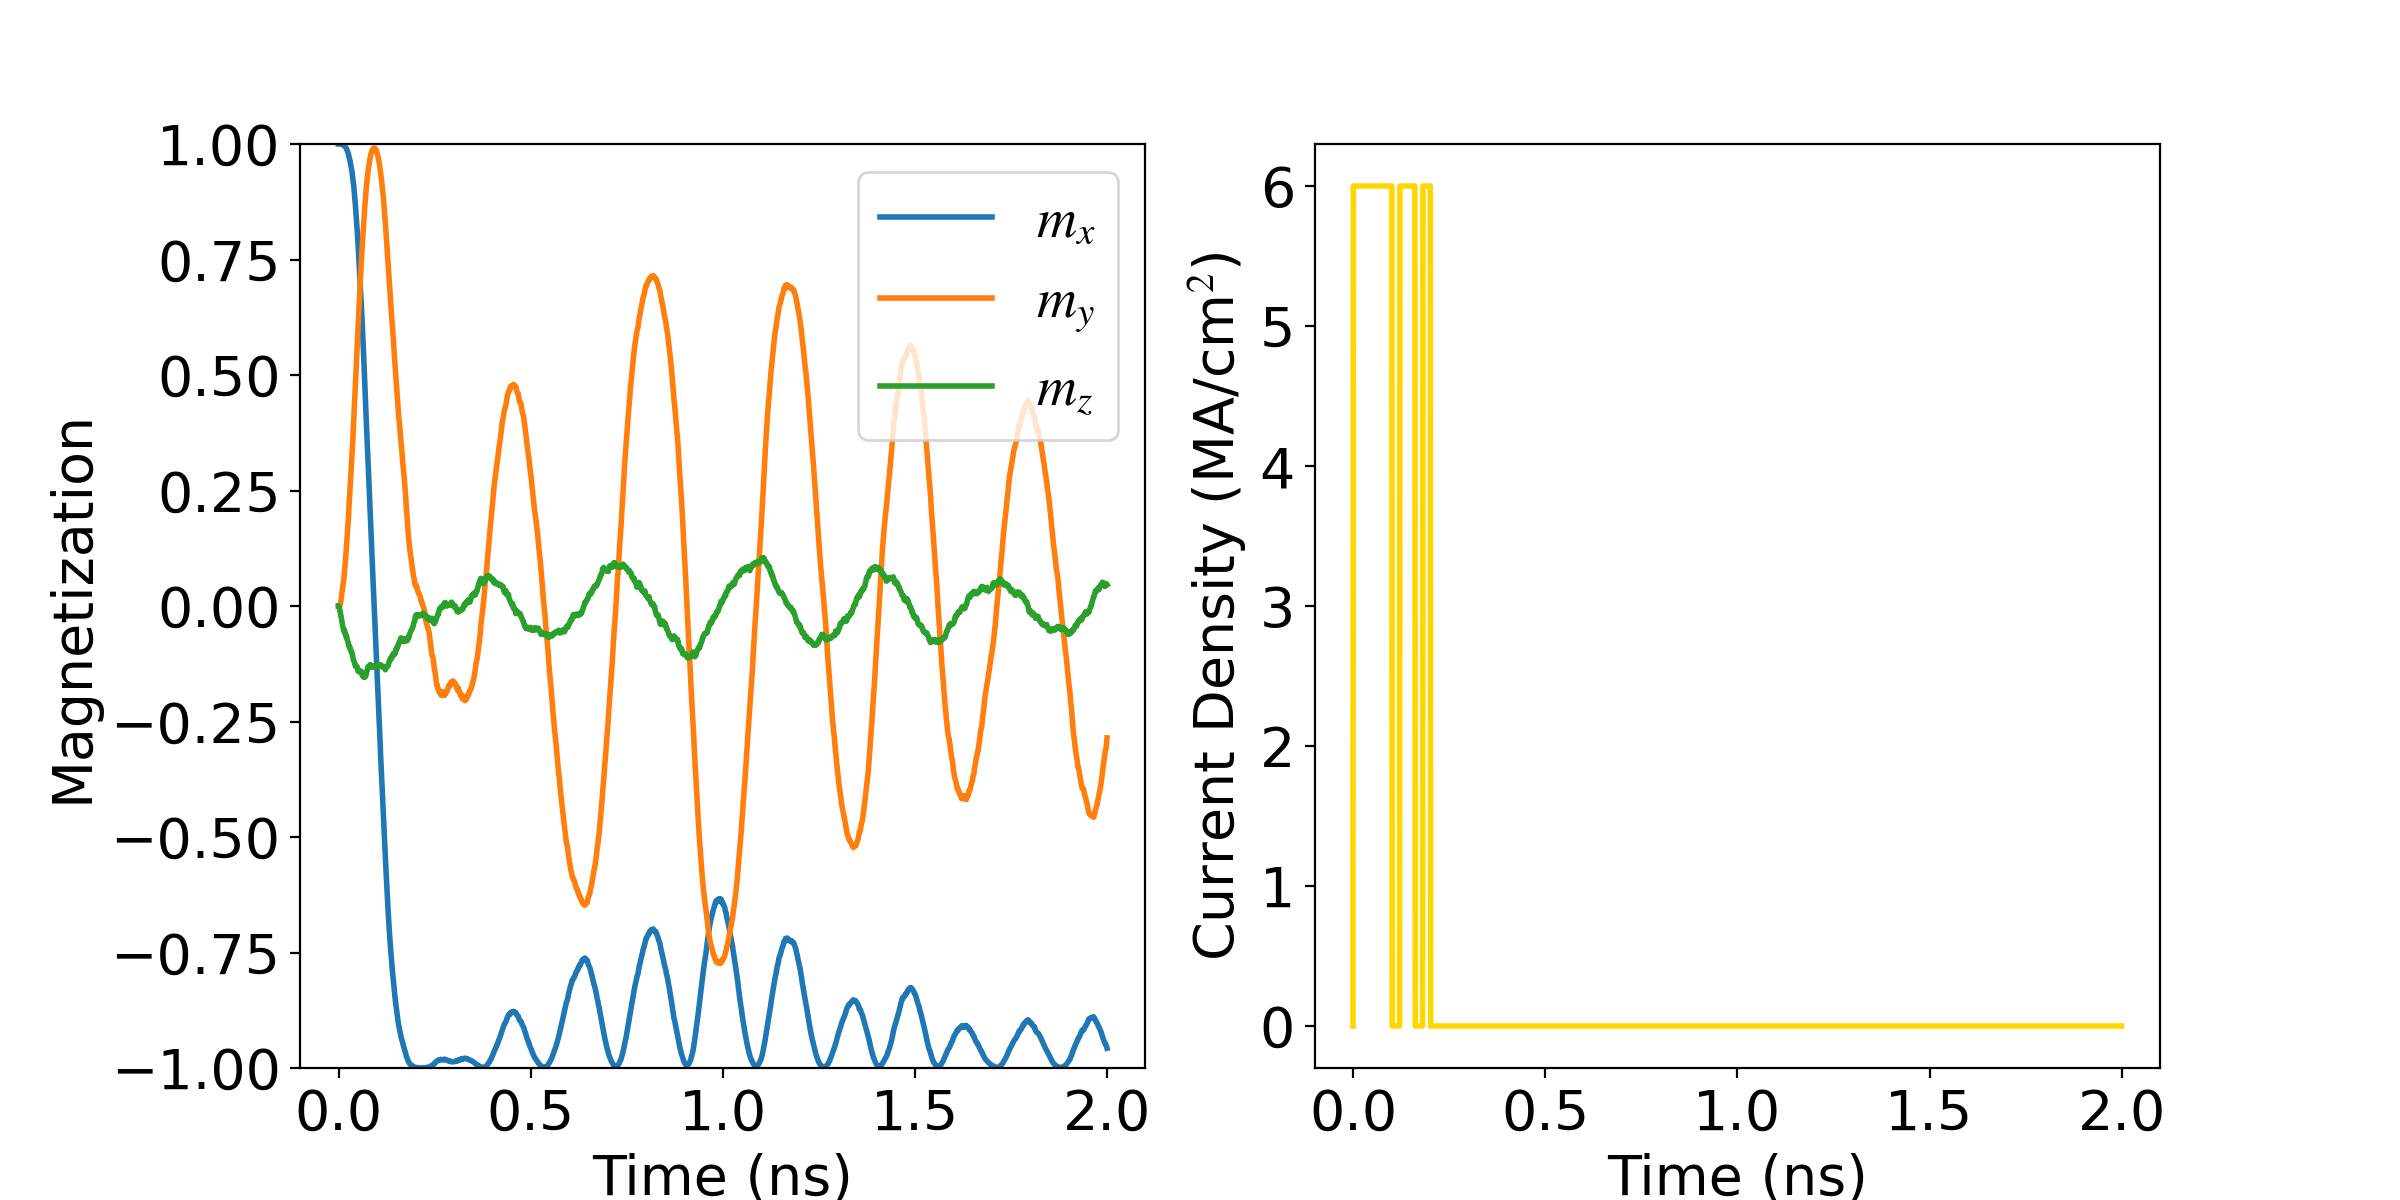 Magnetization
1.00
0.75
0.50
0.25
0.00
−0.25
−0.50
−0.75
−1.00
0.0 0.5 1.0 1.5 2.0
Time (ns)
mₓ
m_y
m_z
Current Density (MA/cm²)
6
5
4
3
2
1
0
0.0 0.5 1.0 1.5 2.0
Time (ns)